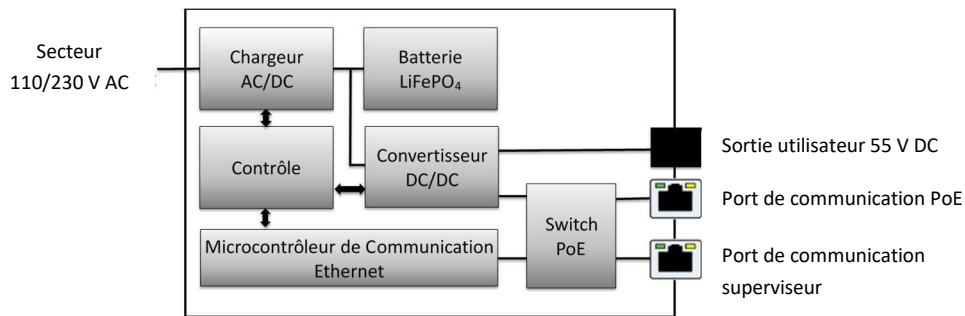 Secteur
110/230 V AC
Chargeur
AC/DC
Batterie
LiFePO₄
Contrôle
Convertisseur
DC/DC
Switch
PoE
Microcontrôleur de Communication
Ethernet
Sortie utilisateur 55 V DC
Port de communication PoE
Port de communication
superviseur